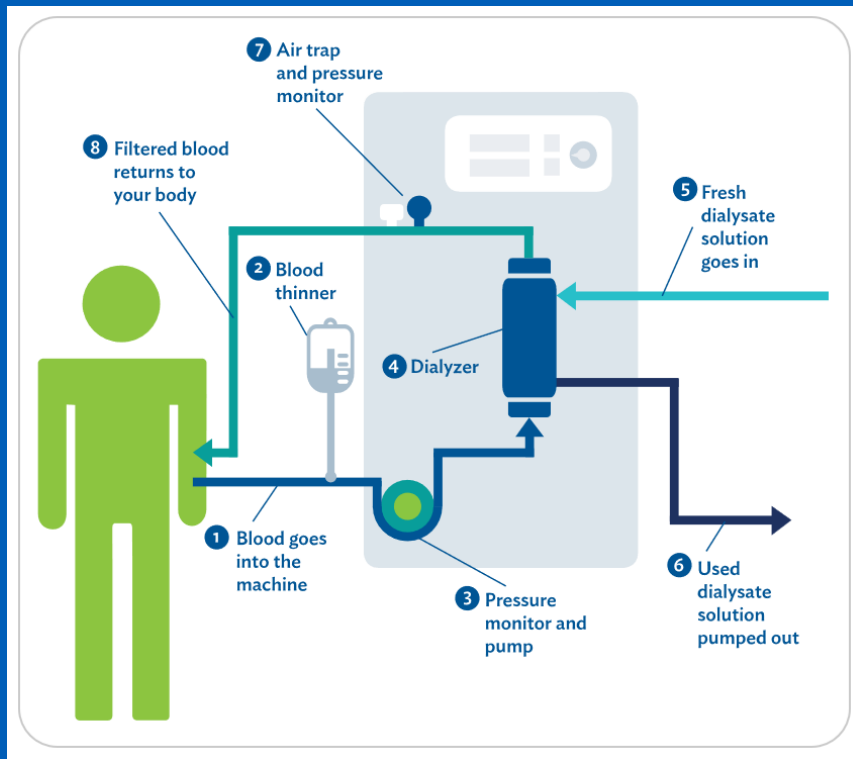 7 Air trap
and pressure
monitor
8 Filtered blood
returns to
your body
5 Fresh
dialysate
solution
goes in
2 Blood
thinner
4 Dialyzer
1 Blood goes
into the
machine
3 Pressure
monitor and
pump
6 Used
dialysate
solution
pumped out